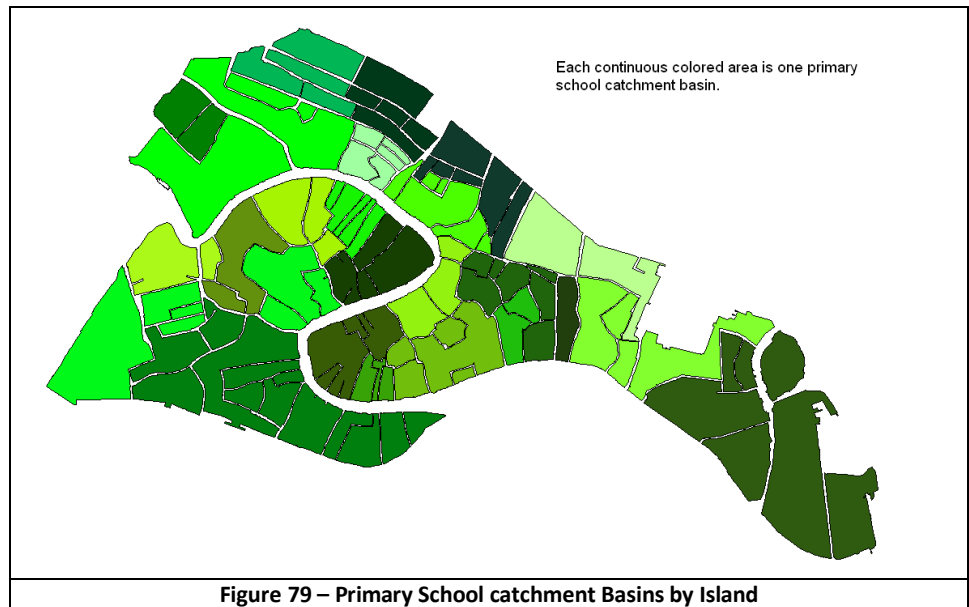 Each continuous colored area is one primary
school catchment basin.
Figure 79 – Primary School catchment Basins by Island